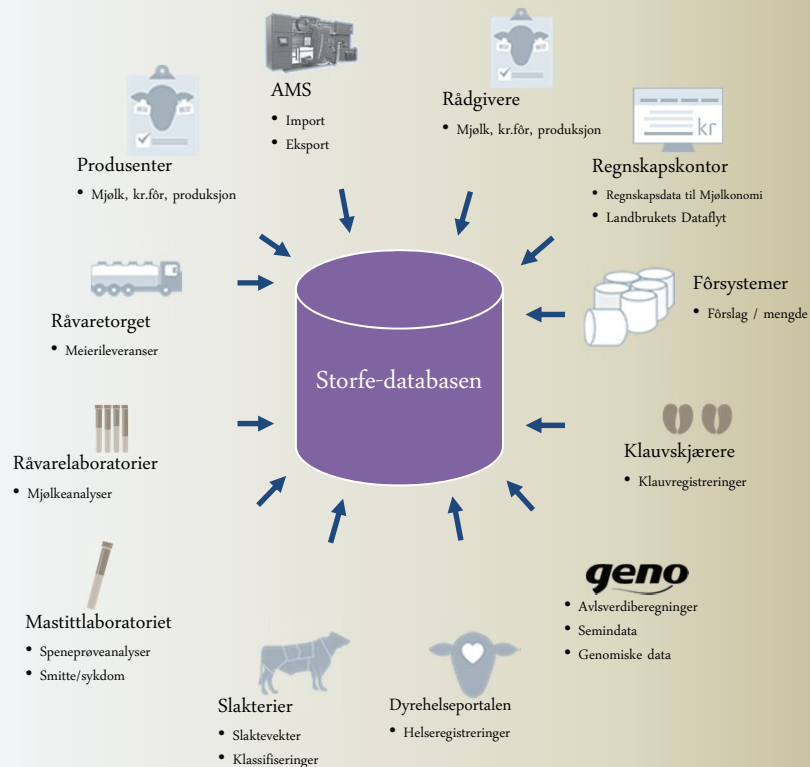 AMS
• Import
• Eksport
Rådgivere
• Mjølk, kr.fôr, produksjon
kr
Produsenter
• Mjølk, kr.fôr, produksjon
Regnskapskontor
• Regnskapsdata til Mjølkonomi
• Landbrukets Dataflyt
Råvaretorget
• Meierileveranser
Fôrsystemer
• Fôrslag / mengde
Storfe-databasen
Råvarelaboratorier
• Mjølkeanalyser
Klauvskjærere
• Klauvregistreringer
Mastittlaboratoriet
• Speneprøveanalyser
• Smitte/sykdom
geno
• Avlsverdiberegninger
• Semindata
• Genomiske data
Slakterier
• Slaktevekter
• Klassifiseringer
Dyrehelseportalen
• Helseregistreringer